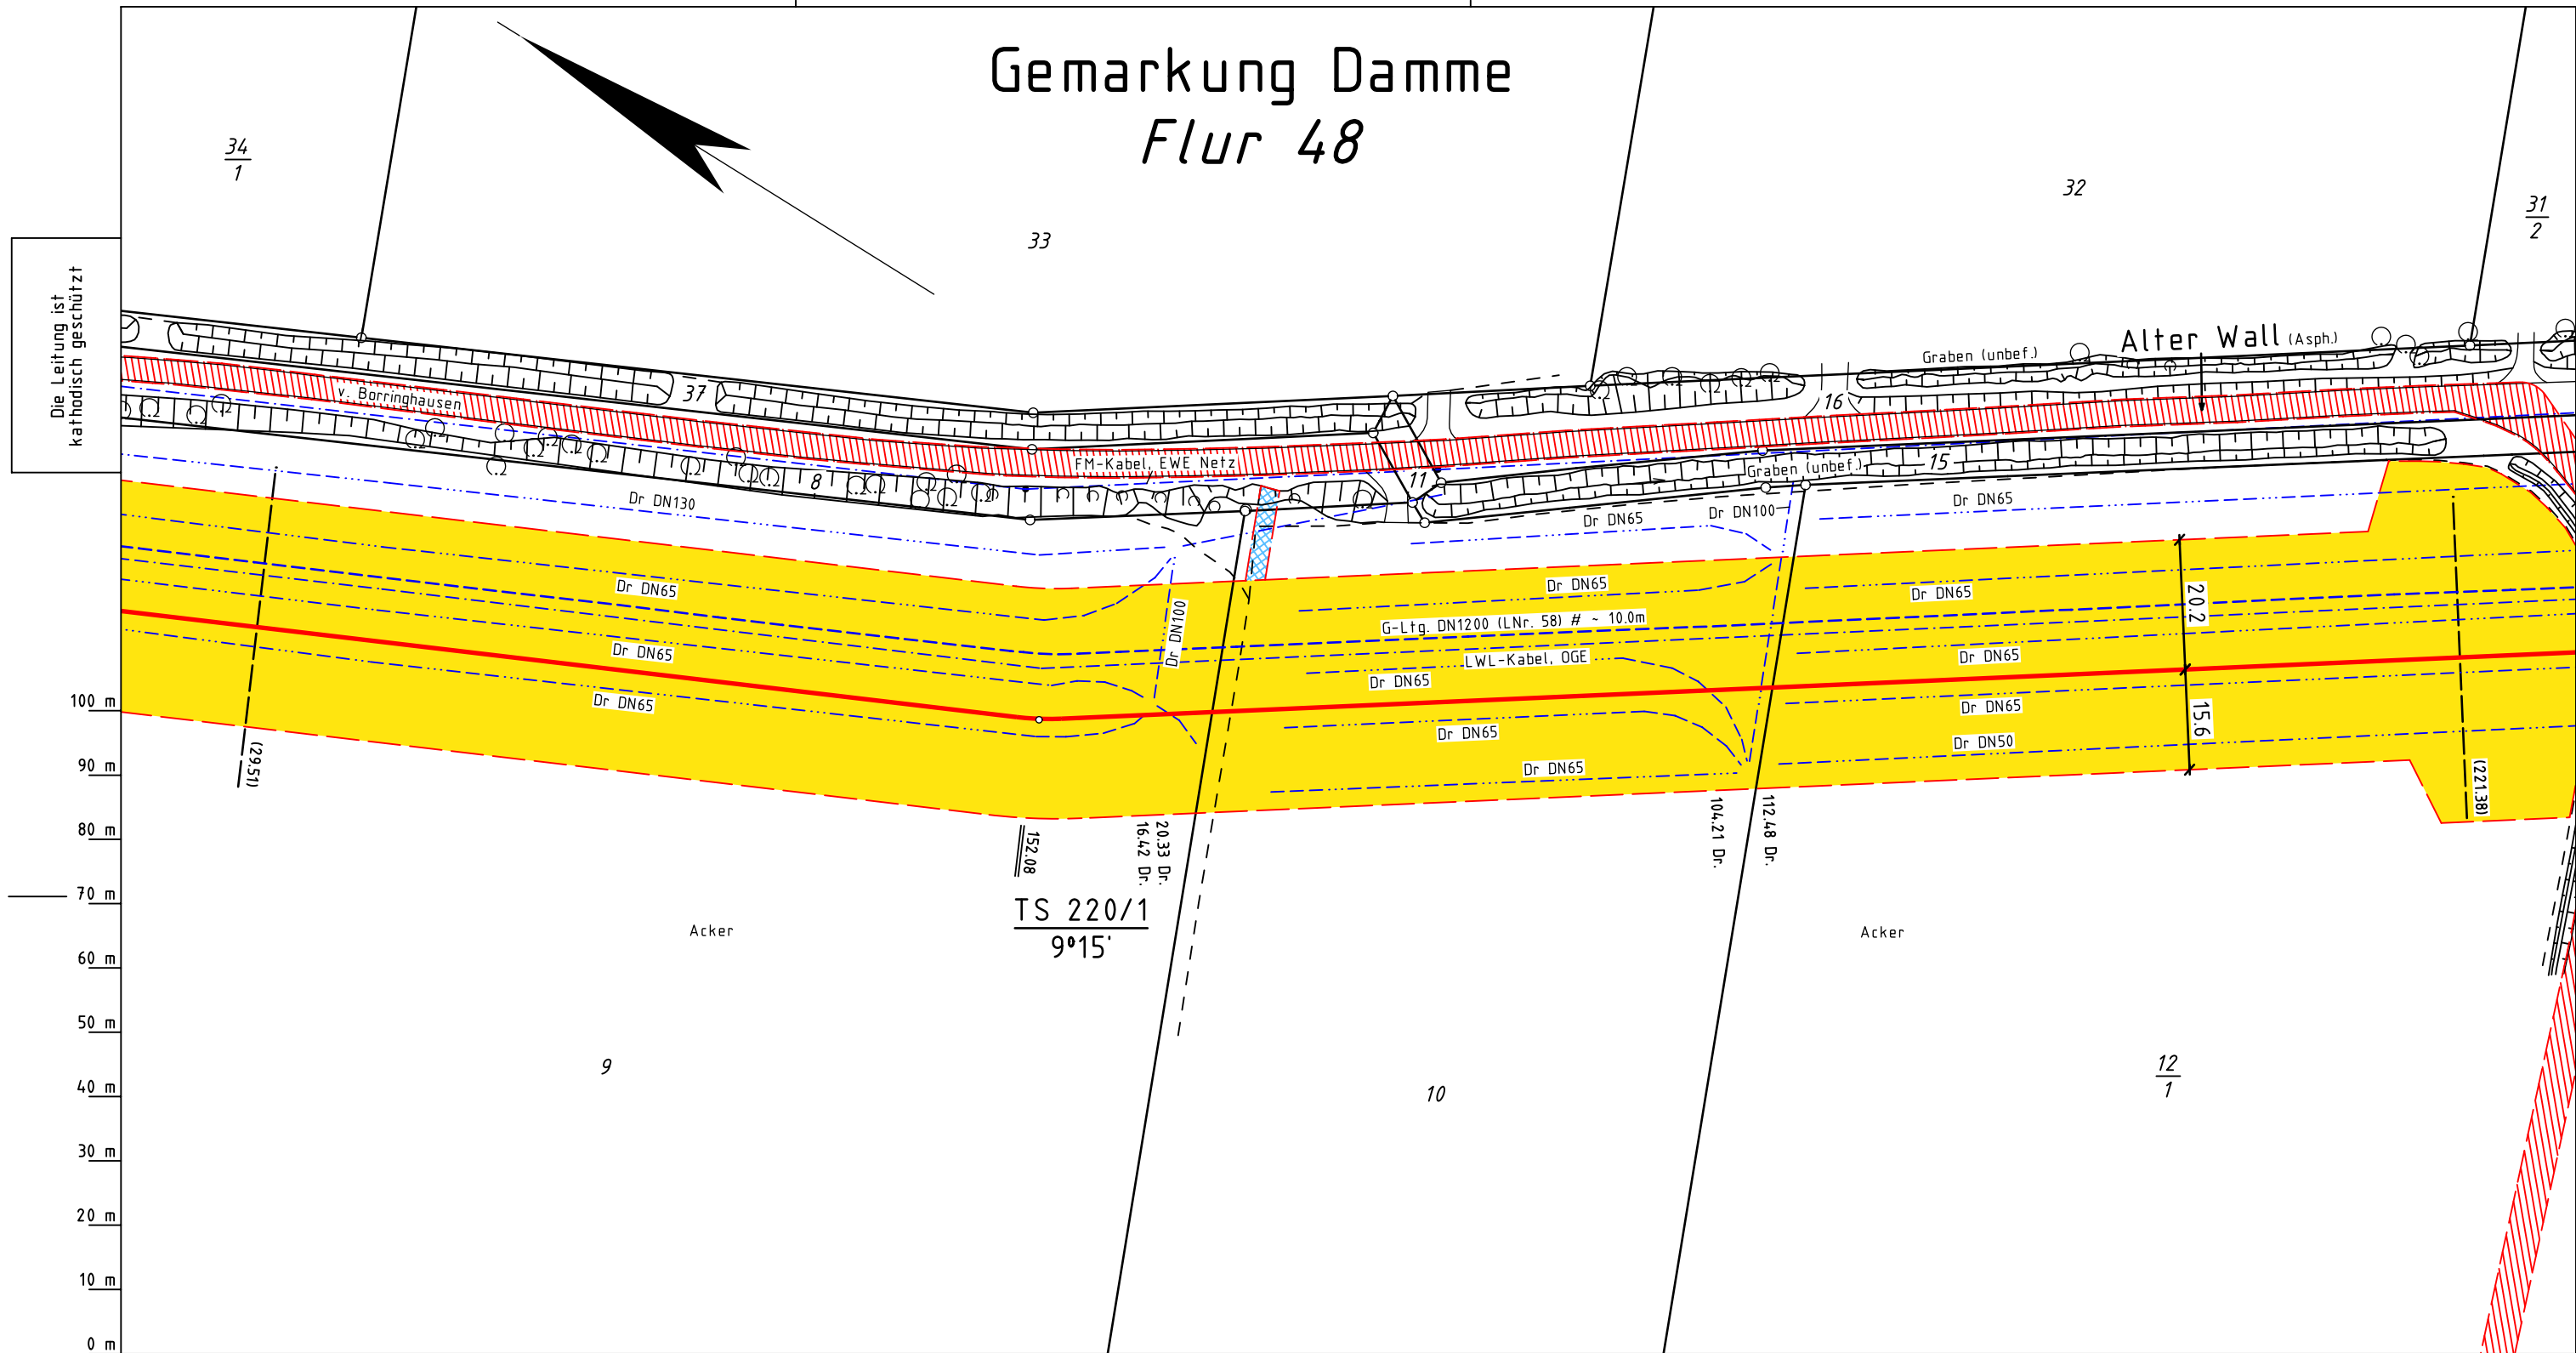 Gemarkung Damme
Flur 48
34
1
33
32
31
2
Die Leitung ist
kathodisch geschützt
Alter Wall (Asph.)
Graben (unbef.)
v. Borringhausen
37
16
FM-Kabel, EWE Netz
8
11
Graben (unbef.)
15
Dr DN130
Dr DN65
Dr DN100
Dr DN65
Dr DN65
Dr DN65
Dr DN65
Dr DN100
G-Ltg. DN1200 (LNr. 58) # ~ 10.0m
20.2
Dr DN65
LWL-Kabel, OGE
Dr DN65
Dr DN65
Dr DN65
Dr DN65
15.6
Dr DN65
Dr DN50
Dr DN65
(29.51)
(221.38)
152.08
16.42 Dr.
20.33 Dr.
104.21 Dr.
112.48 Dr.
TS 220/1
9°15'
Acker
Acker
9
10
12
1
100 m
90 m
80 m
70 m
60 m
50 m
40 m
30 m
20 m
10 m
0 m